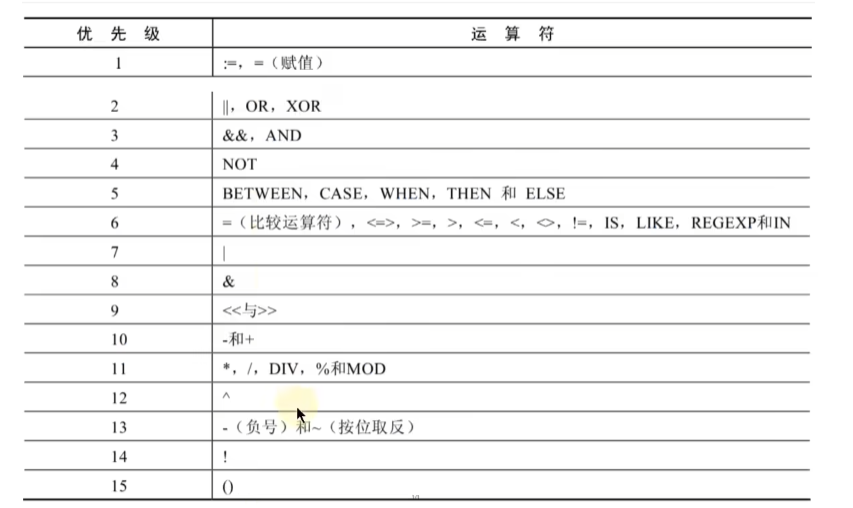 优 先 级 运 算 符
1 :=，=（赋值）
2 ||，OR，XOR
3 &&，AND
4 NOT
5 BETWEEN，CASE，WHEN，THEN 和 ELSE
6 =（比较运算符），<=>，>=，>，<=，<，<>，!=，IS，LIKE，REGEXP和IN
7 |
8 &
9 <<与>>
10 -和+
11 *，/，DIV，%和MOD
12 ^
13 -（负号）和~（按位取反）
14 !
15 ()